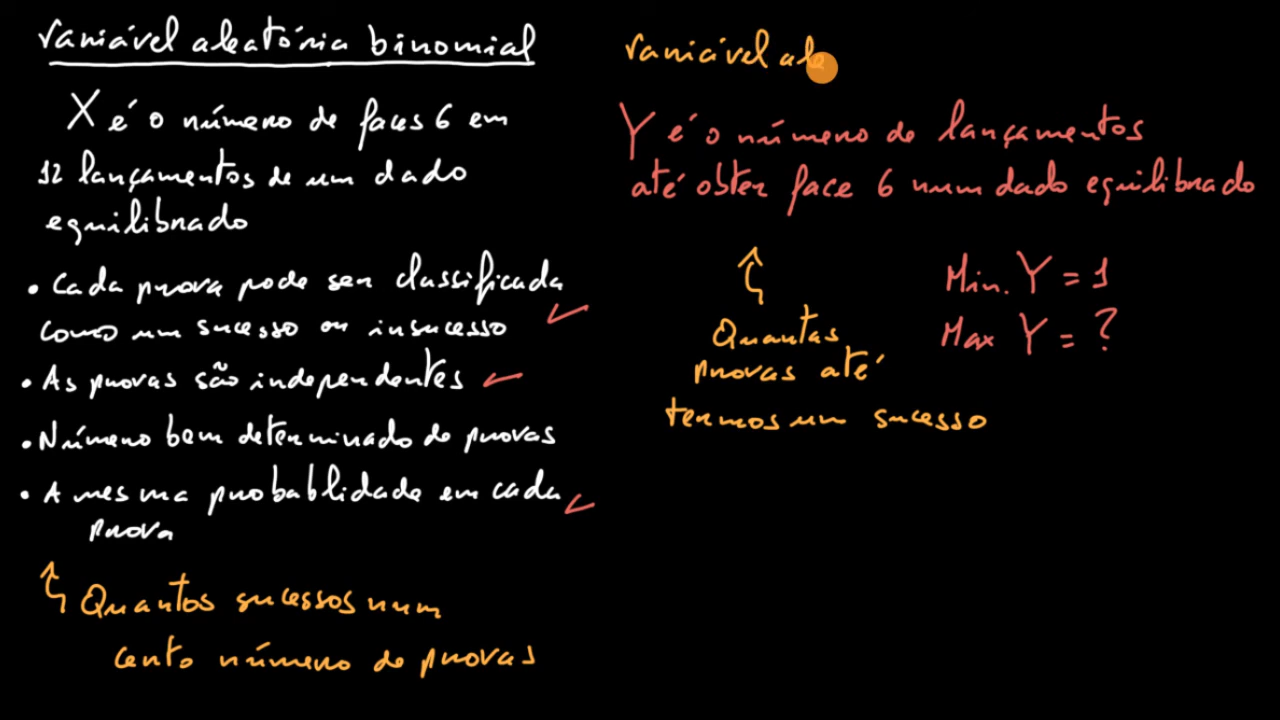 variável aleatória binomial
X é o número de faces 6 em
12 lançamentos de um dado
equilibrado
• Cada prova pode ser classificada
como um sucesso ou insucesso
• As provas são independentes
• Número bem determinado de provas
• A mesma probablidade em cada
prova
Quantos sucessos num
certo número de provas
variável ale
Y é o número de lançamentos
até obter face 6 num dado equilibrado
Quantas
provas até
termos um sucesso
Min. Y = 1
Max Y = ?